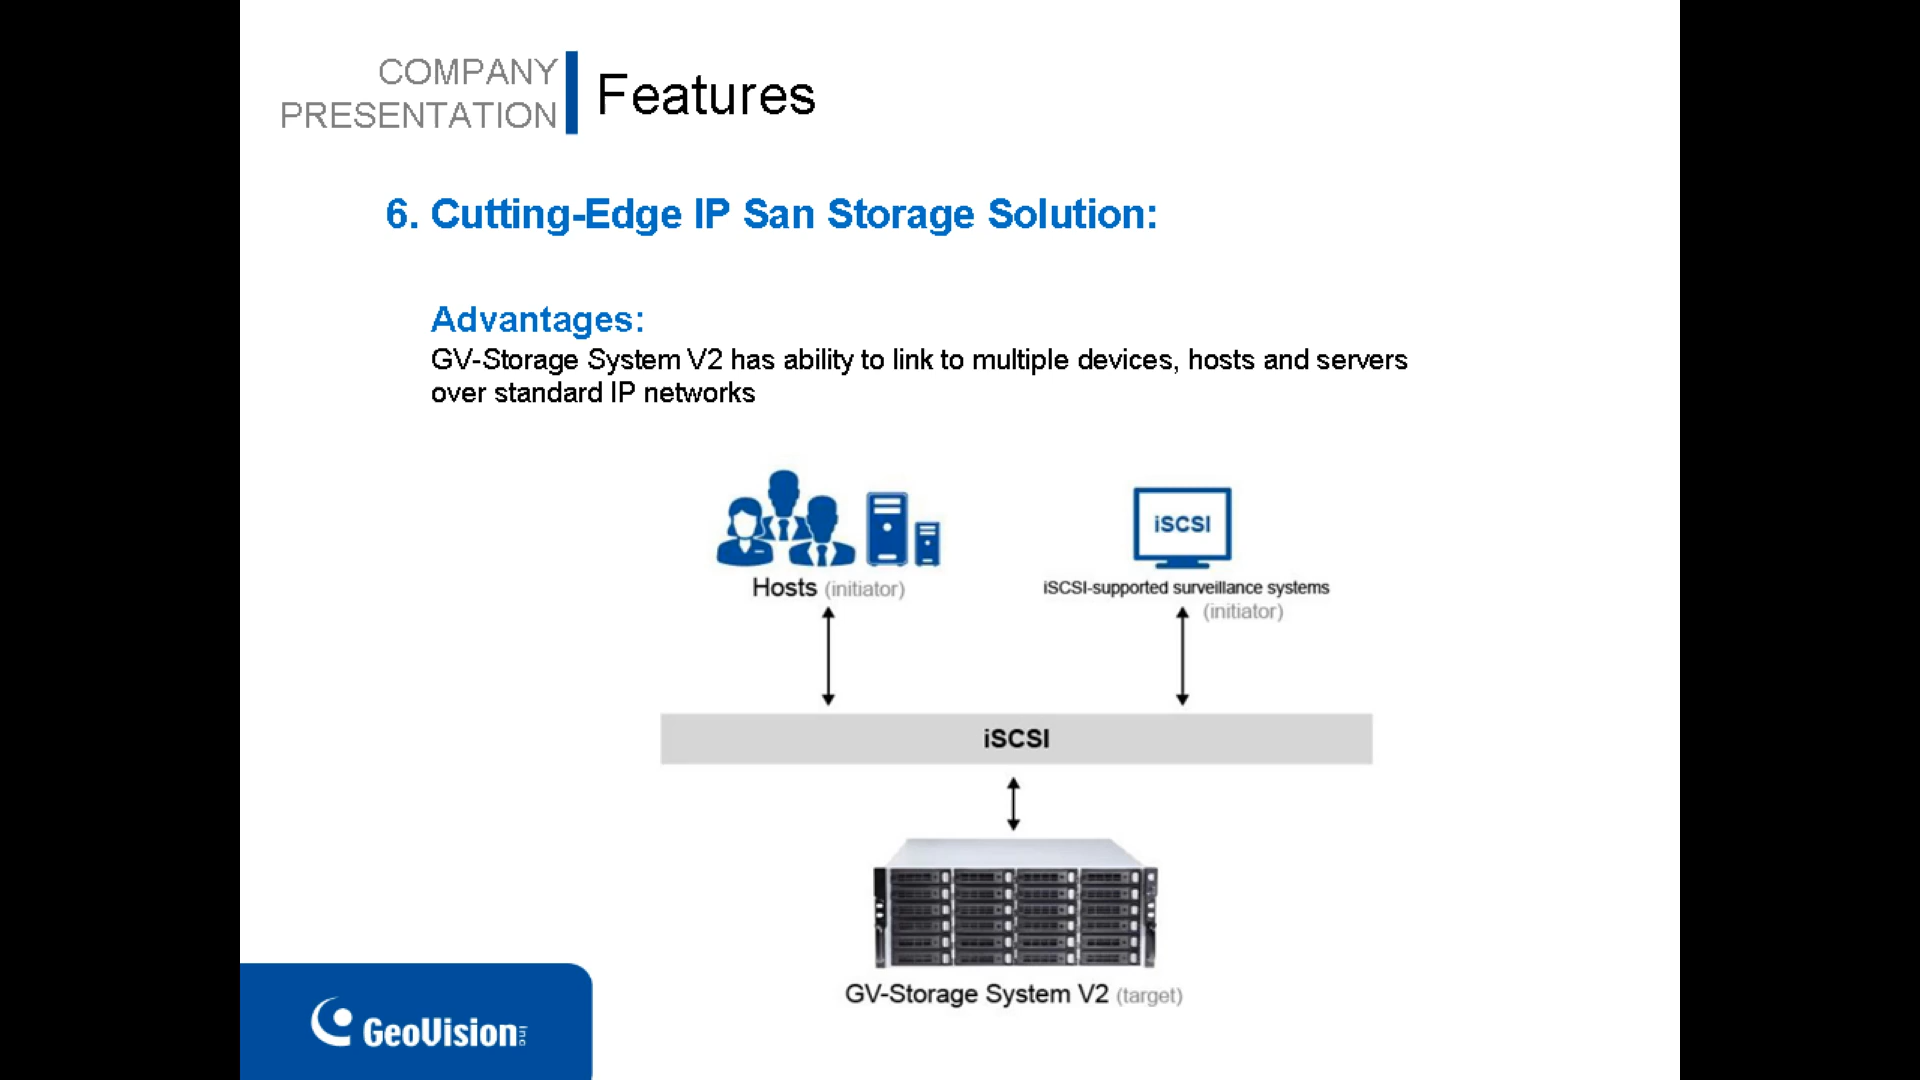 COMPANY
PRESENTATION
Features
6. Cutting-Edge IP San Storage Solution:
Advantages:
GV-Storage System V2 has ability to link to multiple devices, hosts and servers
over standard IP networks
iSCSI
Hosts (initiator)
iSCSI-supported surveillance systems
(initiator)
iSCSI
GV-Storage System V2 (target)
GeoVision Inc